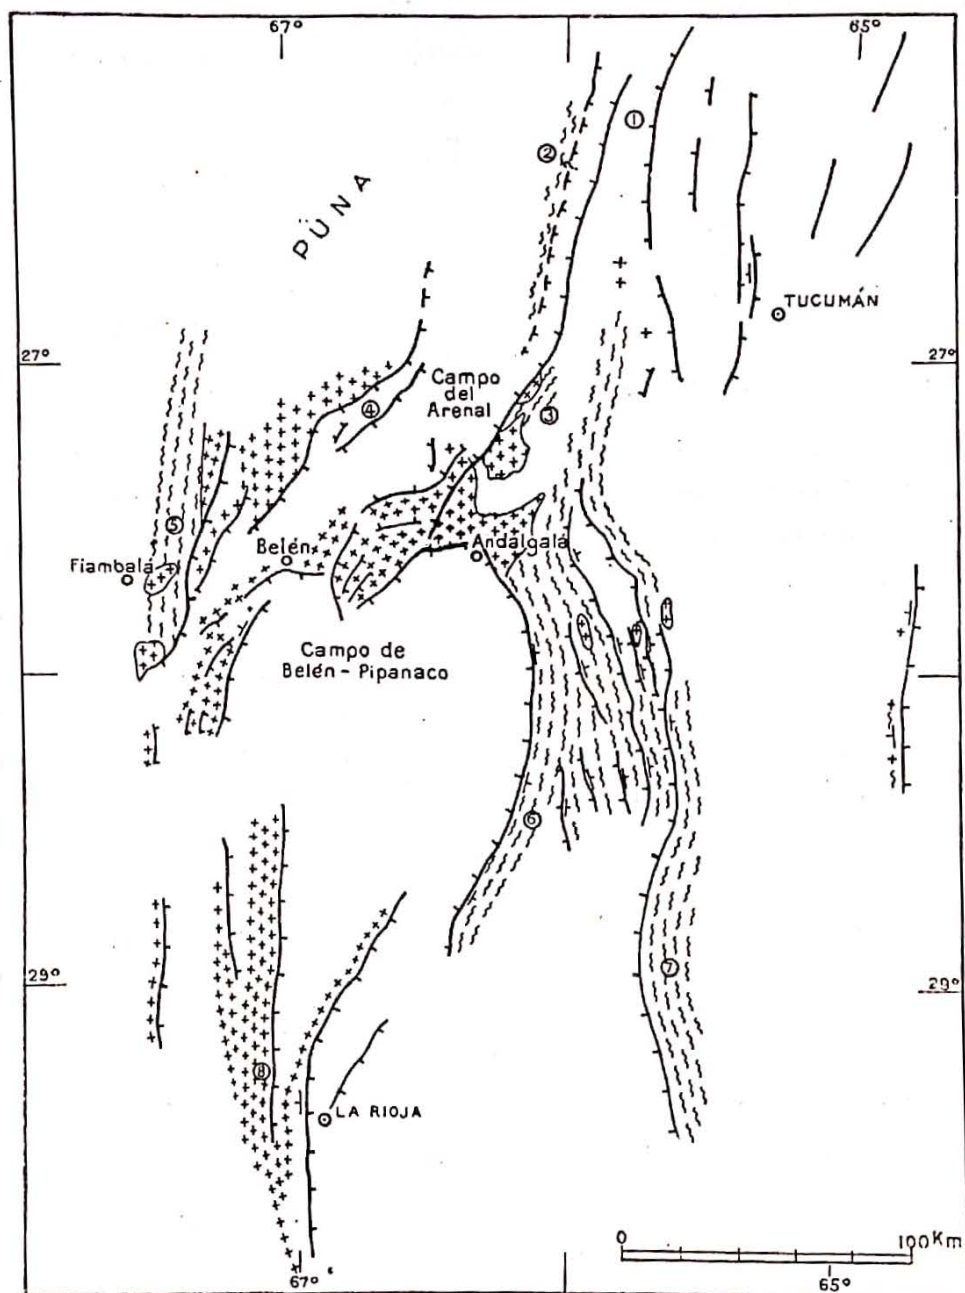 67°
65°
①
②
PUNA
TUCUMÁN
27°
27°
Campo
del
Arenal
④
③
⑤
Belén
Andalgalá
Fiambalá
Campo de
Belén - Pipanaco
⑥
⑦
29°
29°
⑧
LA RIOJA
0
100Km
67°
65°